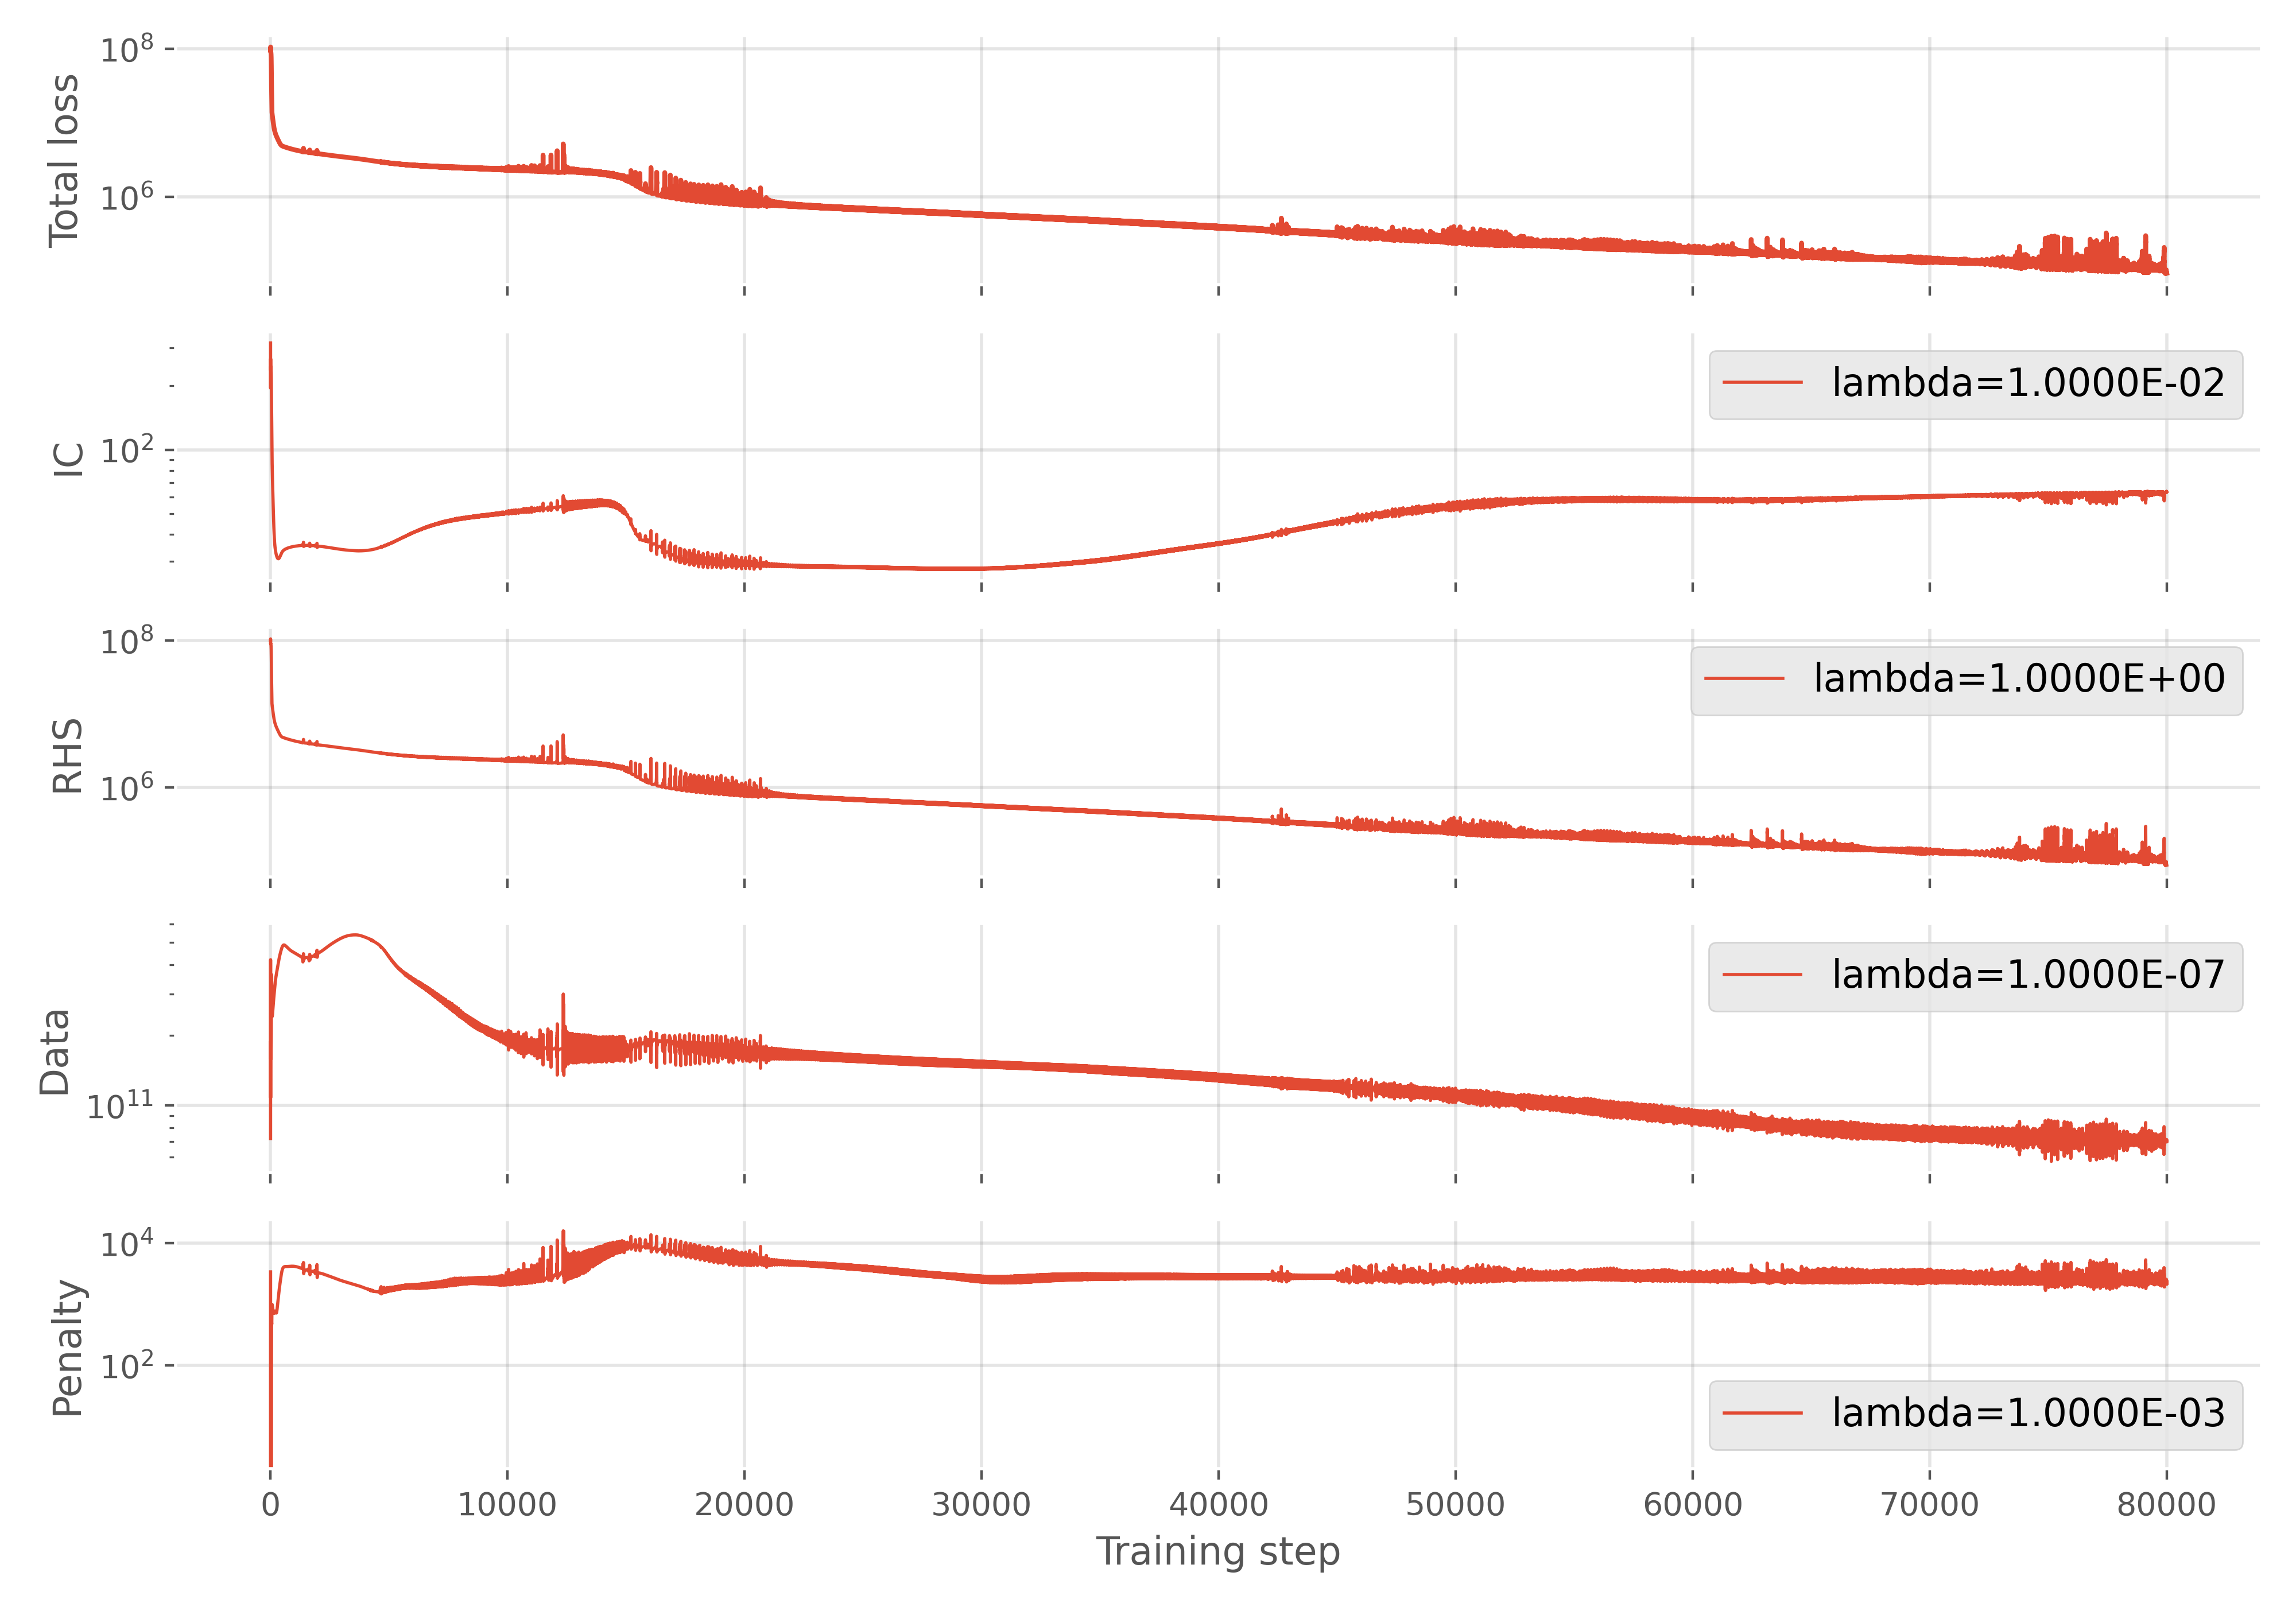 Total loss
10^8
10^6
IC
10^2
lambda=1.0000E-02
RHS
10^8
10^6
lambda=1.0000E+00
Data
10^11
lambda=1.0000E-07
Penalty
10^4
10^2
lambda=1.0000E-03
0 10000 20000 30000 40000 50000 60000 70000 80000
Training step